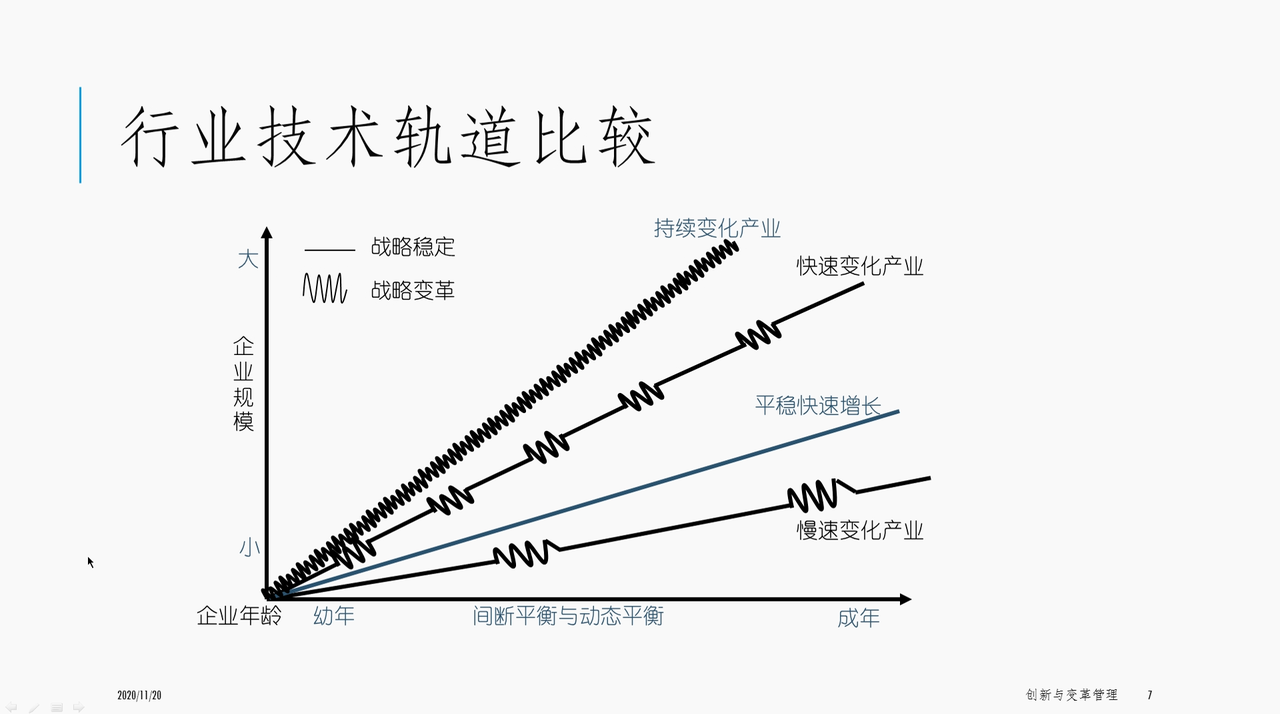 行业技术轨道比较
持续变化产业
大
战略稳定
快速变化产业
战略变革
企业规模
平稳快速增长
慢速变化产业
小
企业年龄
幼年
间断平衡与动态平衡
成年
2020/11/20
创新与变革管理
7